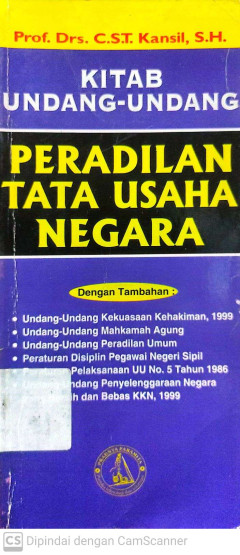 Prof. Drs. C.S.T. Kansil, S.H.
KITAB
UNDANG-UNDANG
PERADILAN
TATA USAHA
NEGARA
Dengan Tambahan :
• Undang-Undang Kekuasaan Kehakiman, 1999
• Undang-Undang Mahkamah Agung
• Undang-Undang Peradilan Umum
• Peraturan Disiplin Pegawai Negeri Sipil
Pelaksanaan UU No. 5 Tahun 1986
Undang-Undang Penyelenggaraan Negara
dan Bebas KKN, 1999
PRADNYA PARAMITA
CS Dipindai dengan CamScanner